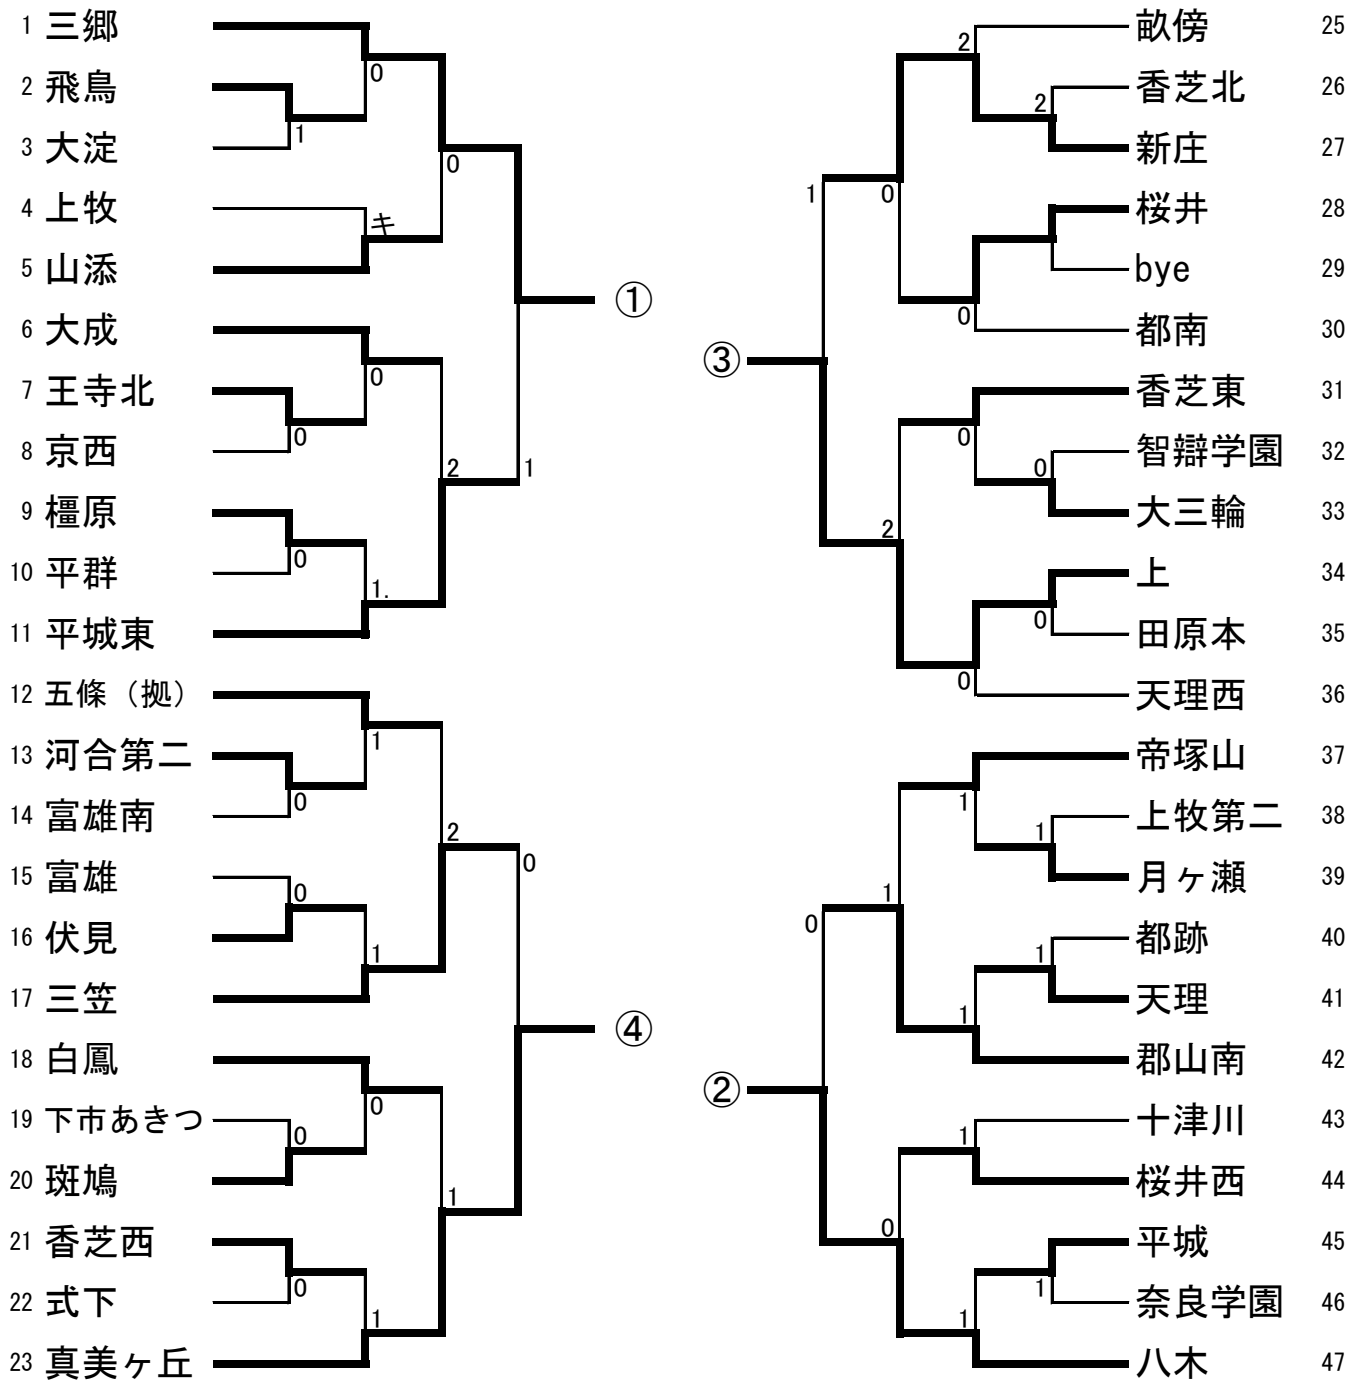 1 三郷
0
2 飛鳥
1
3 大淀
0
4 上牧
キ
5 山添
①
6 大成
0
7 王寺北
0
8 京西
2
1
9 橿原
0
10 平群
1.
11 平城東
12 五條（拠）
1
13 河合第二
0
14 富雄南
2
0
15 富雄
0
16 伏見
1
17 三笠
④
18 白鳳
0
19 下市あきつ
0
20 斑鳩
1
21 香芝西
0
22 式下
1
23 真美ヶ丘
畝傍 25
2
香芝北 26
2
新庄 27
1
0
桜井 28
bye 29
0
都南 30
③
香芝東 31
0
智辯学園 32
0
大三輪 33
2
上 34
0
田原本 35
0
天理西 36
帝塚山 37
1
上牧第二 38
1
月ヶ瀬 39
1
0
都跡 40
1
天理 41
1
郡山南 42
②
十津川 43
1
桜井西 44
0
平城 45
1
奈良学園 46
1
八木 47